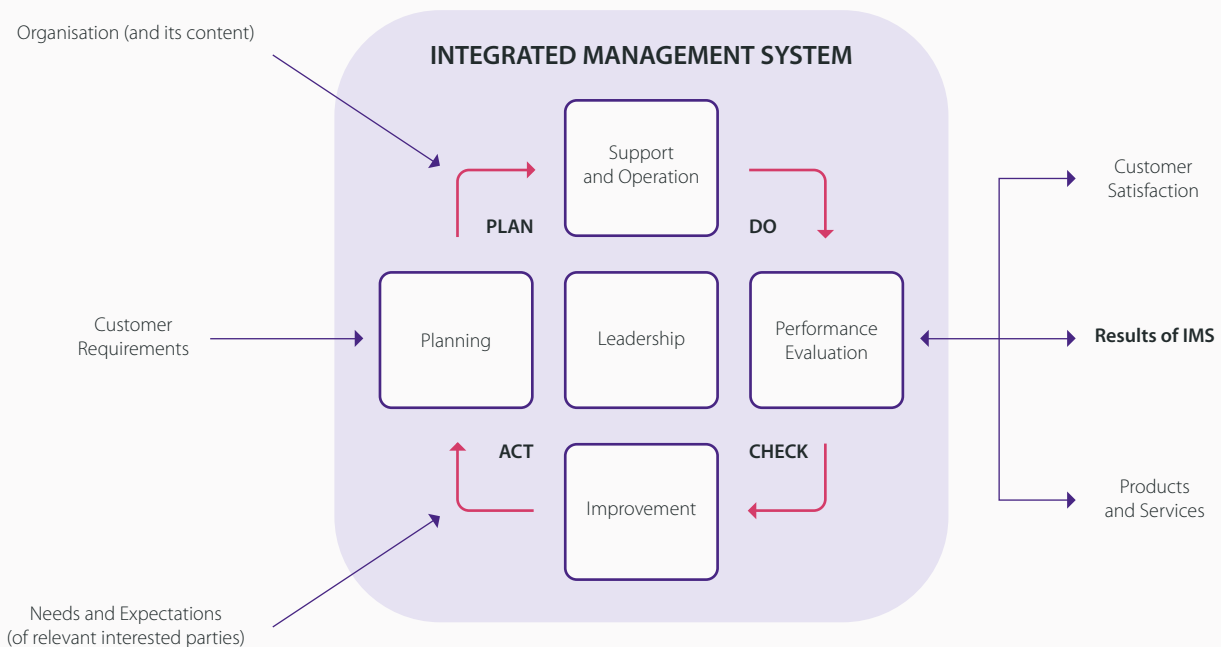 Organisation (and its content)
INTEGRATED MANAGEMENT SYSTEM
Support
and Operation
PLAN
DO
Customer
Satisfaction
Customer
Requirements
Planning
Leadership
Performance
Evaluation
Results of IMS
ACT
CHECK
Improvement
Products
and Services
Needs and Expectations
(of relevant interested parties)